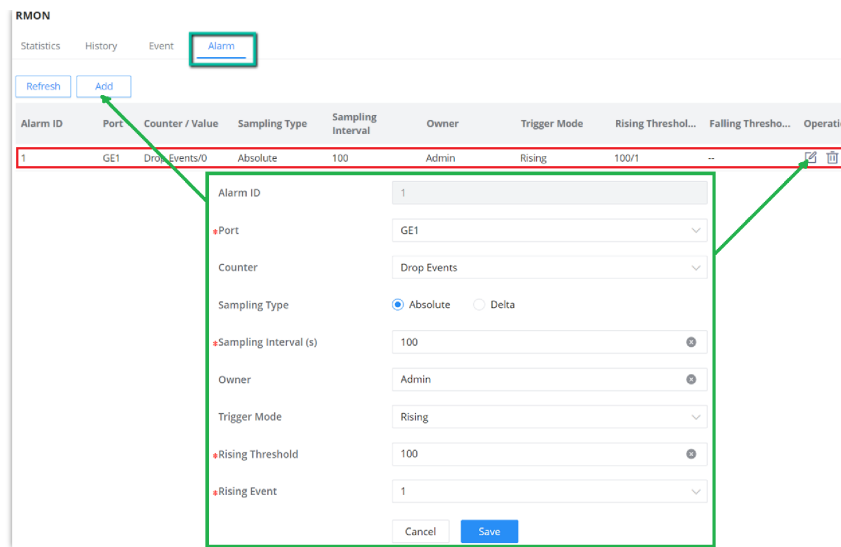 RMON
Statistics History Event Alarm
Refresh Add
Alarm ID Port Counter / Value Sampling Type Sampling Interval Owner Trigger Mode Rising Threshol... Falling Thresho... Operati
1 GE1 Drop Events/0 Absolute 100 Admin Rising 100/1 --
Alarm ID 1
*Port GE1
Counter Drop Events
Sampling Type Absolute Delta
*Sampling Interval (s) 100
Owner Admin
Trigger Mode Rising
*Rising Threshold 100
*Rising Event 1
Cancel Save